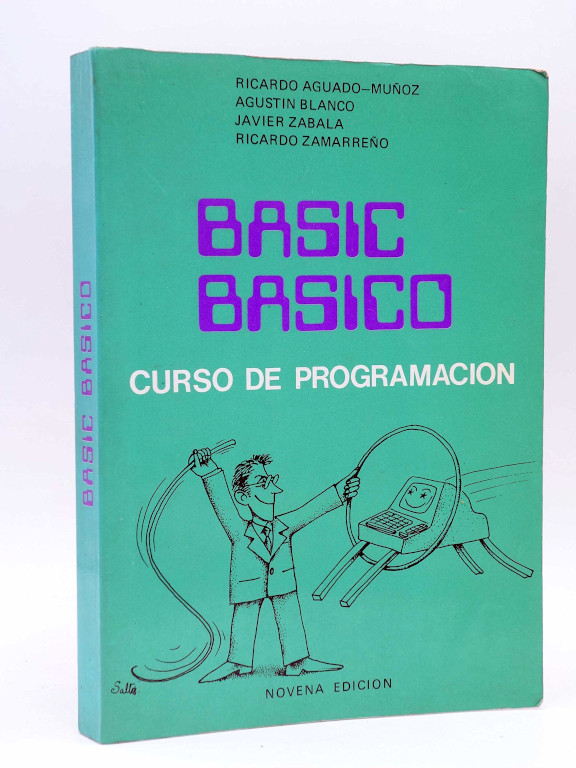 RICARDO AGUADO-MUÑOZ
AGUSTIN BLANCO
JAVIER ZABALA
RICARDO ZAMARREÑO
BASIC
BASICO
CURSO DE PROGRAMACION
NOVENA EDICION
BASIC BASICO